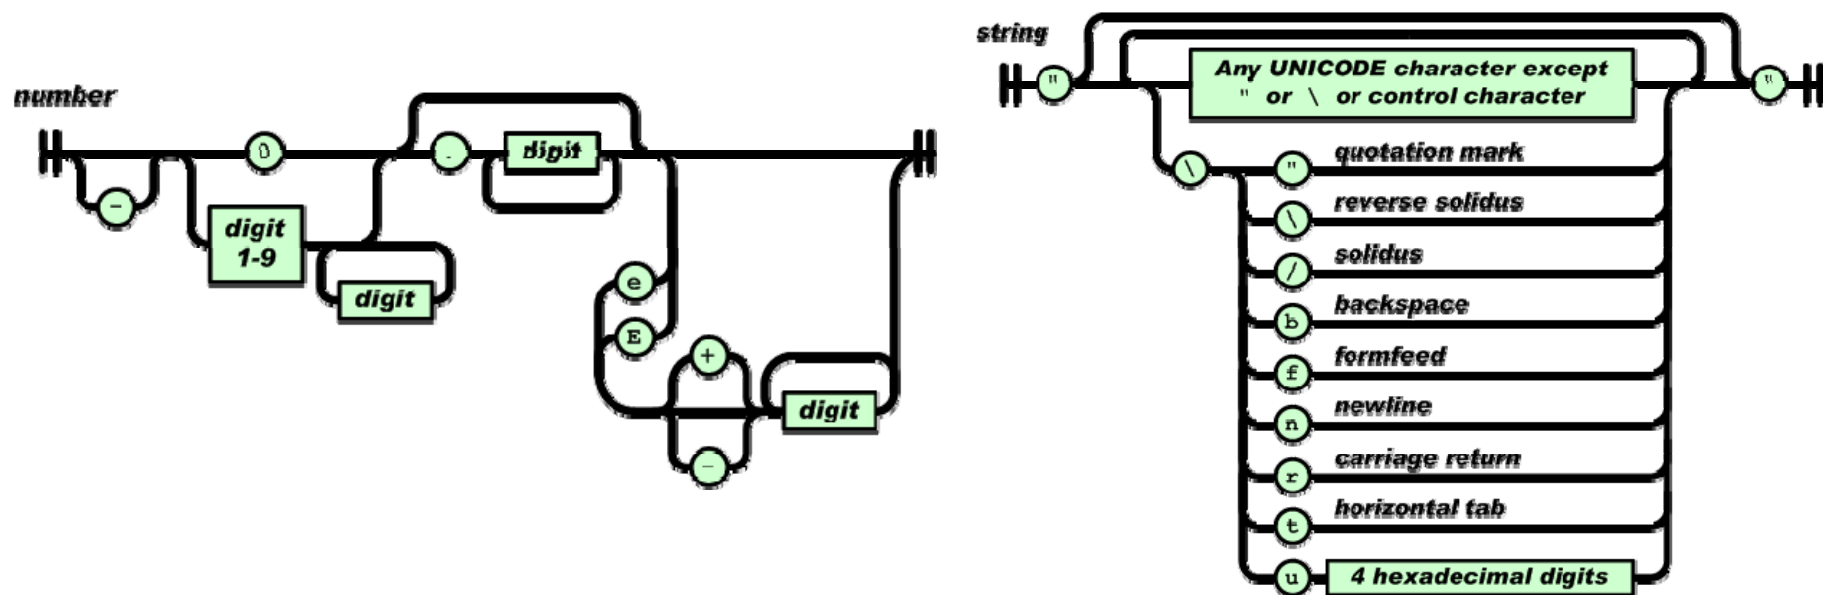 number
0
.
digit
-
digit
1-9
digit
e
E
+
digit
-
string
"
Any UNICODE character except
" or \ or control character
"
\
" quotation mark
\ reverse solidus
/ solidus
b backspace
f formfeed
n newline
r carriage return
t horizontal tab
u 4 hexadecimal digits